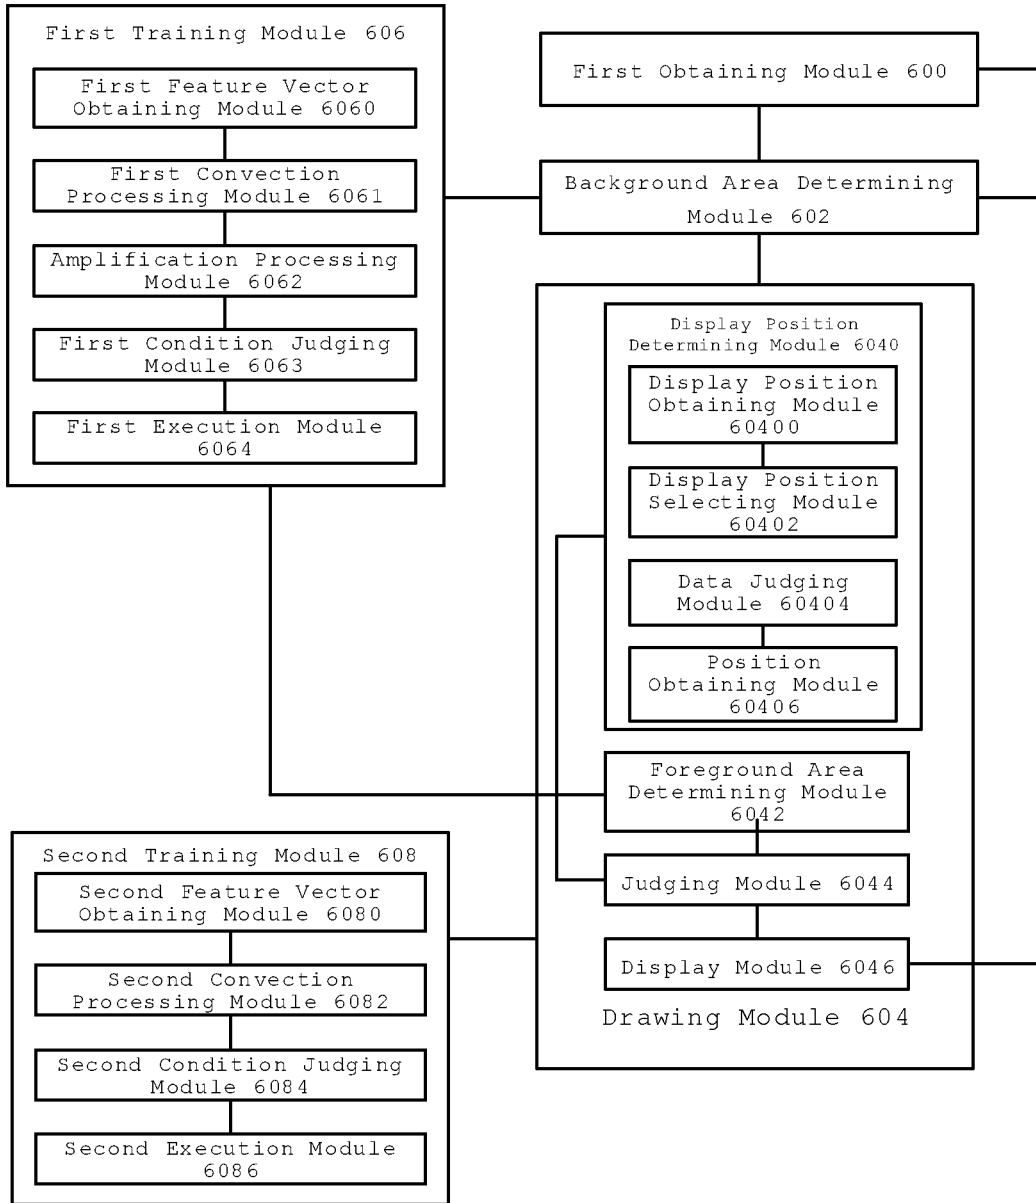 First Training Module 606
First Feature Vector
Obtaining Module 6060
First Convection
Processing Module 6061
Amplification Processing
Module 6062
First Condition Judging
Module 6063
First Execution Module
6064
First Obtaining Module 600
Background Area Determining
Module 602
Display Position
Determining Module 6040
Display Position
Obtaining Module
60400
Display Position
Selecting Module
60402
Data Judging
Module 60404
Position
Obtaining Module
60406
Foreground Area
Determining Module
6042
Judging Module 6044
Display Module 6046
Drawing Module 604
Second Training Module 608
Second Feature Vector
Obtaining Module 6080
Second Convection
Processing Module 6082
Second Condition Judging
Module 6084
Second Execution Module
6086